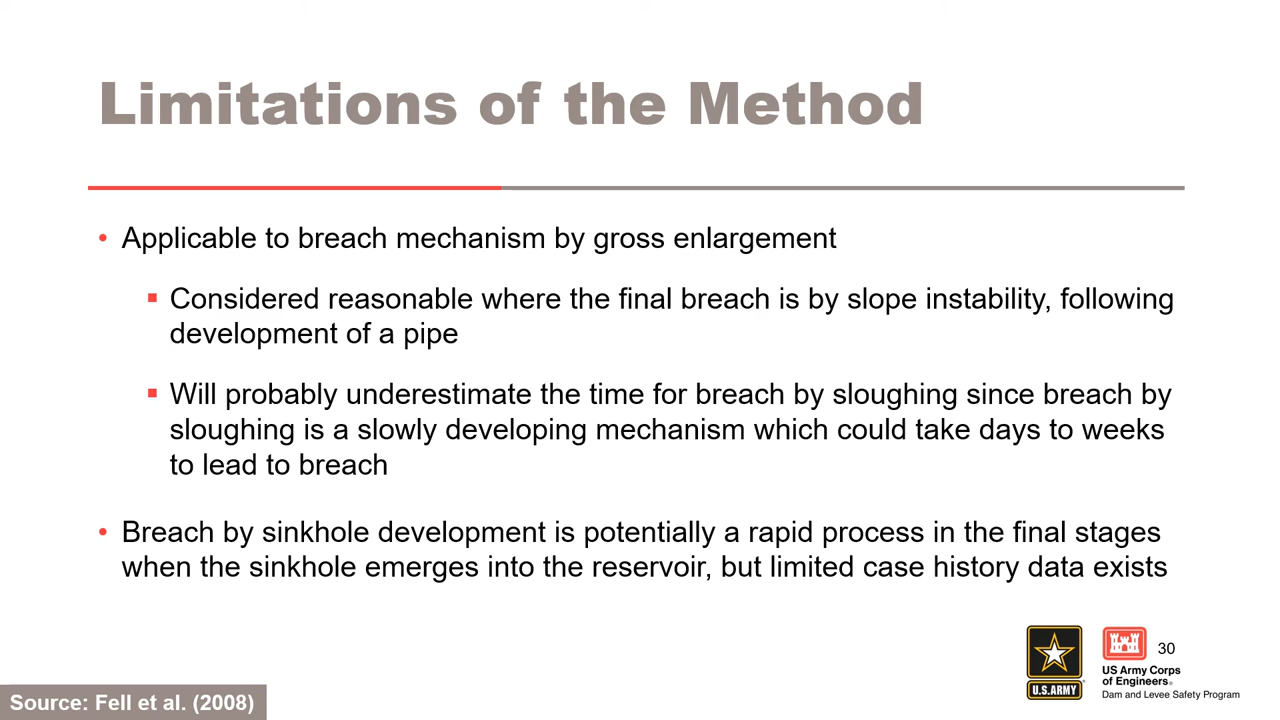 Limitations of the Method
• Applicable to breach mechanism by gross enlargement
▪ Considered reasonable where the final breach is by slope instability, following
development of a pipe
▪ Will probably underestimate the time for breach by sloughing since breach by
sloughing is a slowly developing mechanism which could take days to weeks
to lead to breach
• Breach by sinkhole development is potentially a rapid process in the final stages
when the sinkhole emerges into the reservoir, but limited case history data exists
U.S.ARMY
30
US Army Corps
of Engineers®
Dam and Levee Safety Program
Source: Fell et al. (2008)